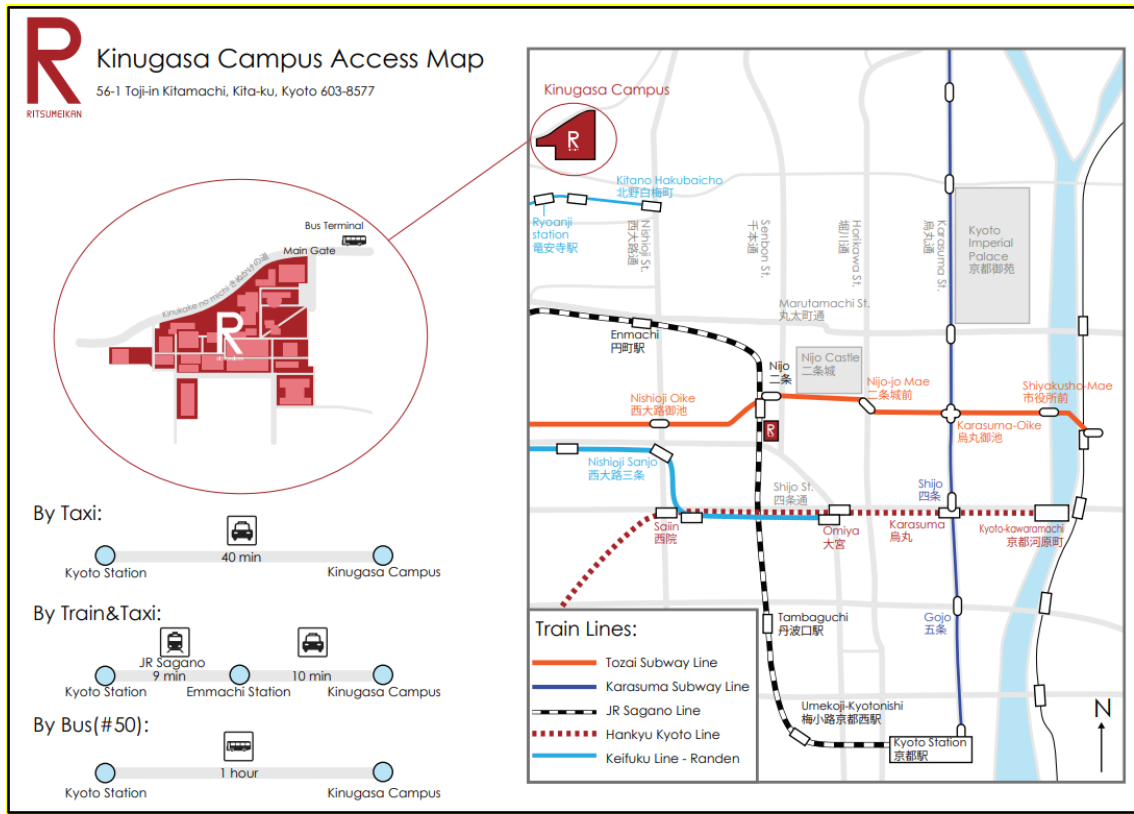 R
RITSUMEIKAN
Kinugasa Campus Access Map
56-1 Toji-in Kitamachi, Kita-ku, Kyoto 603-8577
Bus Terminal
Main Gate
Kinukake no michi きぬかけの道
R
By Taxi:
40 min
Kyoto Station
Kinugasa Campus
By Train&Taxi:
JR Sagano
9 min
10 min
Kyoto Station
Emmachi Station
Kinugasa Campus
By Bus(#50):
1 hour
Kyoto Station
Kinugasa Campus
Kinugasa Campus
R
Kitano Hakubaicho
北野白梅町
Ryoanji
station
竜安寺駅
Nishioji St.
西大路通
Senbon St.
千本通
Horikawa St.
堀川通
Karasuma St.
烏丸通
Kyoto
Imperial
Palace
京都御苑
Marutamachi St.
丸太町通
Enmachi
円町駅
Nijo
二条
Nijo Castle
二条城
Nijo-jo Mae
二条城前
Shiyakusho-Mae
市役所前
Nishioji Oike
西大路御池
Karasuma-Oike
烏丸御池
R
Nishioji Sanjo
西大路三条
Shijo St.
四条通
Shijo
四条
Saiin
西院
Omiya
大宮
Karasuma
烏丸
Kyoto-kawaramachi
京都河原町
Tambaguchi
丹波口駅
Gojo
五条
Umekoji-Kyotonishi
梅小路京都西駅
Kyoto Station
京都駅
N
Train Lines:
Tozai Subway Line
Karasuma Subway Line
JR Sagano Line
Hankyu Kyoto Line
Keifuku Line - Randen